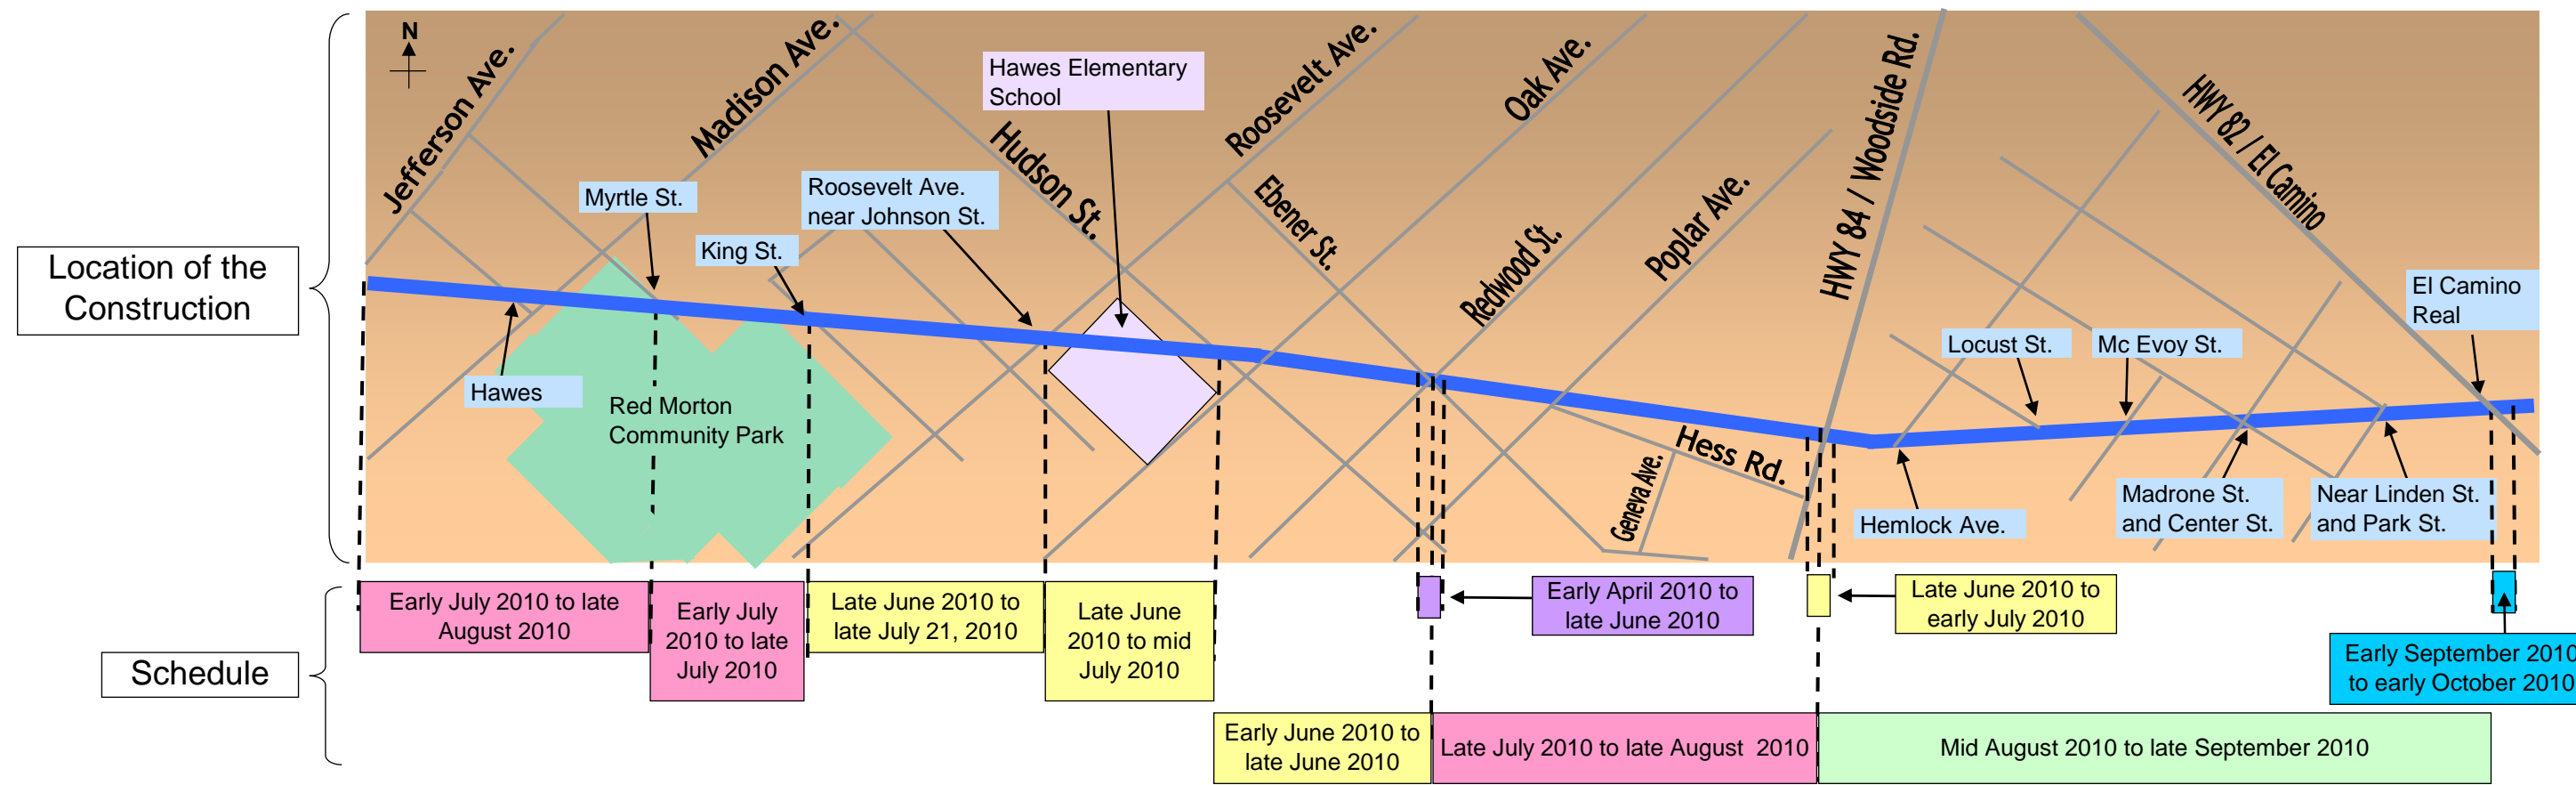 N
Jefferson Ave.
Madison Ave.
Hawes Elementary
School
Hudson St.
Roosevelt Ave.
Oak Ave.
Ebener St.
Redwood St.
Poplar Ave.
HWY 84 / Woodside Rd.
HWY 82 / El Camino
Myrtle St.
Roosevelt Ave.
near Johnson St.
King St.
Location of the
Construction
Hawes
Red Morton
Community Park
El Camino
Real
Locust St.
Mc Evoy St.
Hess Rd.
Geneva Ave.
Hemlock Ave.
Madrone St.
and Center St.
Near Linden St.
and Park St.
Schedule
Early July 2010 to late
August 2010
Early July
2010 to late
July 2010
Late June 2010 to
late July 21, 2010
Late June
2010 to mid
July 2010
Early April 2010 to
late June 2010
Late June 2010 to
early July 2010
Early September 2010
to early October 2010
Early June 2010 to
late June 2010
Late July 2010 to late August 2010
Mid August 2010 to late September 2010